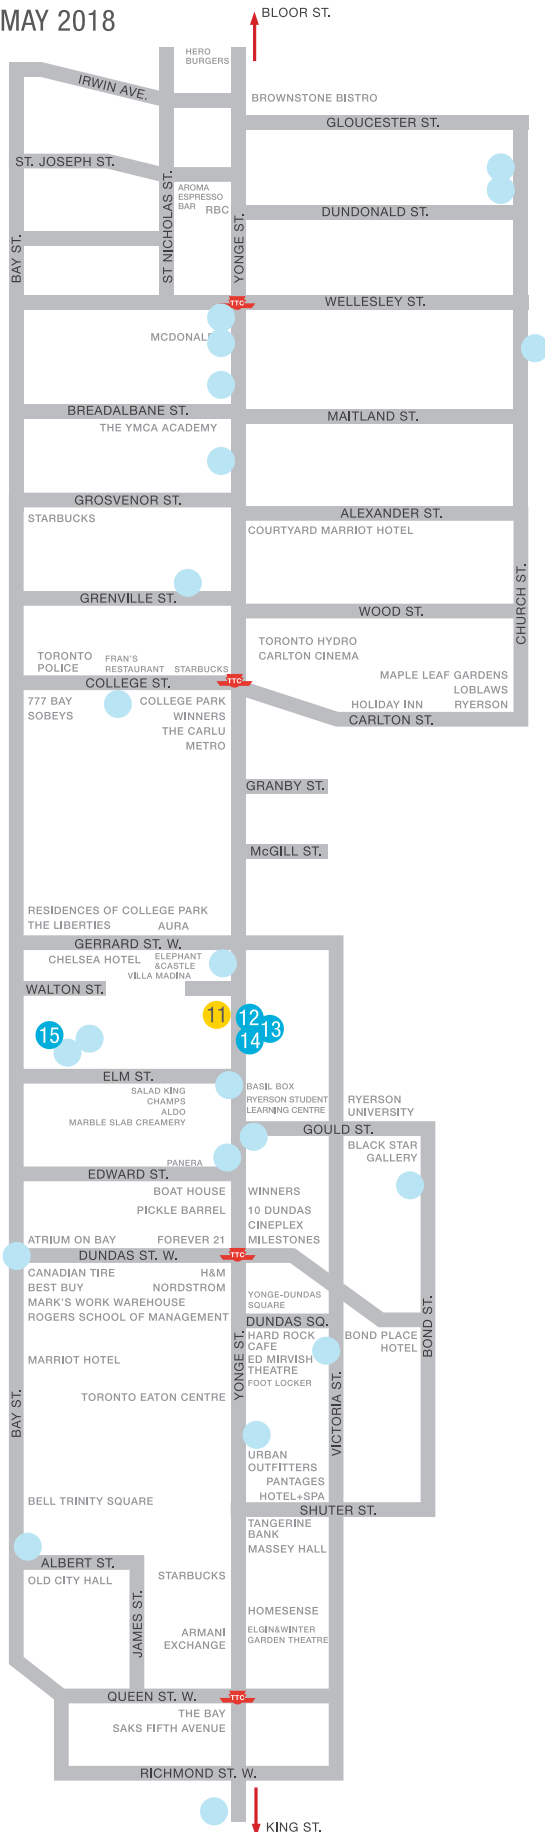 MAY 2018
BLOOR ST.
HERO
BURGERS
IRWIN AVE.
BROWNSTONE BISTRO
GLOUCESTER ST.
ST. JOSEPH ST.
ST NICHOLAS ST.
AROMA
ESPRESSO
BAR
RBC
YONGE ST.
DUNDONALD ST.
BAY ST.
TTC
WELLESLEY ST.
MCDONAL
BREADALBANE ST.
MAITLAND ST.
THE YMCA ACADEMY
GROSVENOR ST.
STARBUCKS
ALEXANDER ST.
COURTYARD MARRIOT HOTEL
CHURCH ST.
GRENVILLE ST.
WOOD ST.
TORONTO
POLICE
FRAN'S
RESTAURANT
STARBUCKS
TORONTO HYDRO
CARLTON CINEMA
COLLEGE ST.
TTC
MAPLE LEAF GARDENS
LOBLAWS
RYERSON
HOLIDAY INN
CARLTON ST.
777 BAY
SOBEYS
COLLEGE PARK
WINNERS
THE CARLU
METRO
GRANBY ST.
McGILL ST.
RESIDENCES OF COLLEGE PARK
THE LIBERTIES
AURA
GERRARD ST. W.
CHELSEA HOTEL
ELEPHANT
&CASTLE
VILLA MADINA
WALTON ST.
11
12
13
14
15
ELM ST.
SALAD KING
CHAMPS
ALDO
MARBLE SLAB CREAMERY
BASIL BOX
RYERSON STUDENT
LEARNING CENTRE
RYERSON
UNIVERSITY
GOULD ST.
BLACK STAR
GALLERY
PANERA
EDWARD ST.
BOAT HOUSE
PICKLE BARREL
WINNERS
10 DUNDAS
CINEPLEX
MILESTONES
ATRIUM ON BAY
FOREVER 21
DUNDAS ST. W.
TTC
CANADIAN TIRE
BEST BUY
MARK'S WORK WAREHOUSE
ROGERS SCHOOL OF MANAGEMENT
H&M
NORDSTROM
YONGE-DUNDAS
SQUARE
DUNDAS SQ.
HARD ROCK
CAFE
ED MIRVISH
THEATRE
FOOT LOCKER
BOND PLACE
HOTEL
BOND ST.
YONGE ST.
VICTORIA ST.
BAY ST.
MARRIOT HOTEL
TORONTO EATON CENTRE
URBAN
OUTFITTERS
PANTAGES
HOTEL+SPA
BELL TRINITY SQUARE
SHUTER ST.
TANGERINE
BANK
MASSEY HALL
ALBERT ST.
OLD CITY HALL
STARBUCKS
JAMES ST.
HOMESENSE
ARMANI
EXCHANGE
ELGIN&WINTER
GARDEN THEATRE
QUEEN ST. W.
TTC
THE BAY
SAKS FIFTH AVENUE
RICHMOND ST. W.
KING ST.